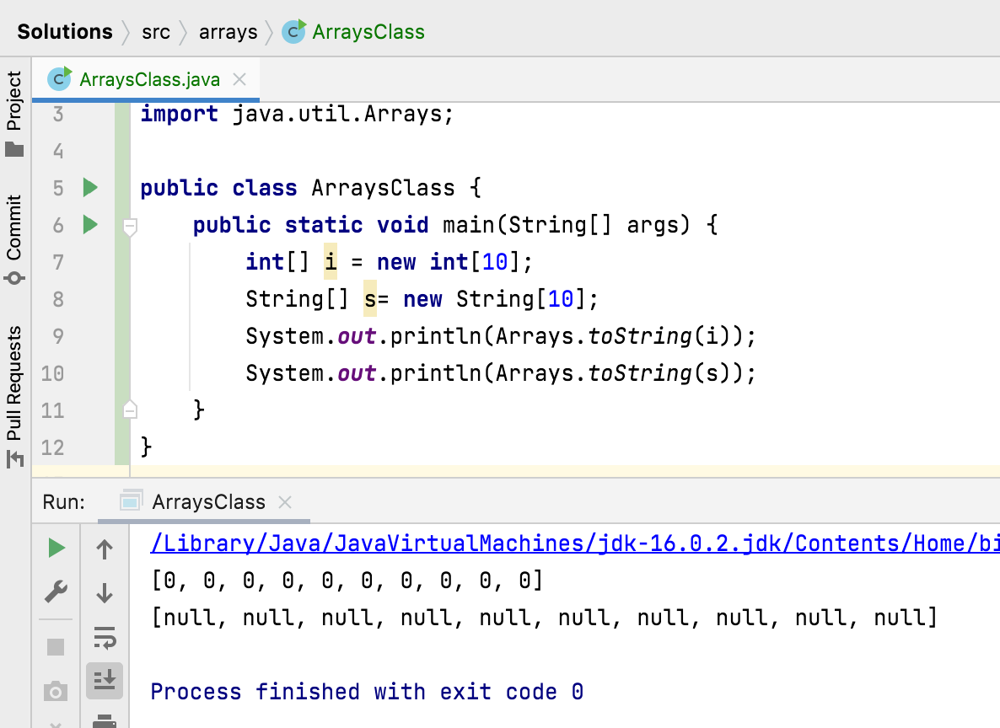 Solutions src arrays ArraysClass
ArraysClass.java
Project
Commit
Pull Requests
3 import java.util.Arrays;
4
5 public class ArraysClass {
6 public static void main(String[] args) {
7 int[] i = new int[10];
8 String[] s= new String[10];
9 System.out.println(Arrays.toString(i));
10 System.out.println(Arrays.toString(s));
11 }
12 }
Run: ArraysClass
/Library/Java/JavaVirtualMachines/jdk-16.0.2.jdk/Contents/Home/bi
[0, 0, 0, 0, 0, 0, 0, 0, 0, 0]
[null, null, null, null, null, null, null, null, null, null]
Process finished with exit code 0